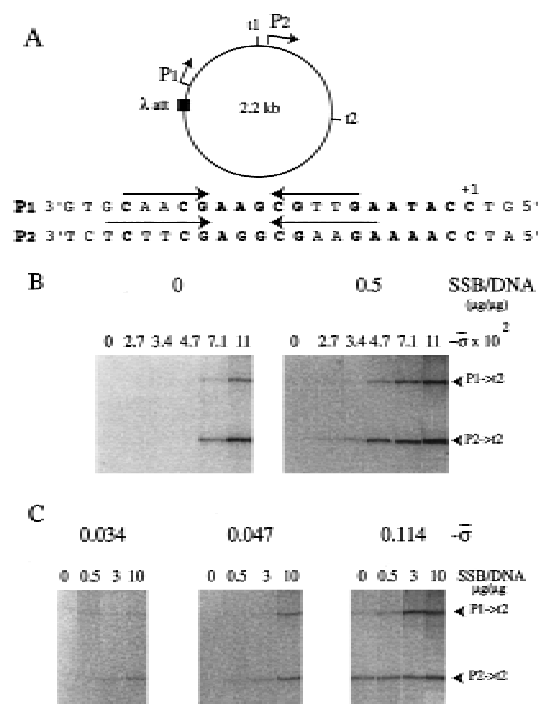 A
t1 P2
P1
λ att
2.2 kb
t2
+1
P1 3'G T G C A A C G A A G C G T T G A A T A C C T G 5'
P2 3'T C T C T T C G A G G C G A A G A A A A C C T A 5'
B 0 0.5 SSB/DNA
(μg/μg)
0 2.7 3.4 4.7 7.1 11 0 2.7 3.4 4.7 7.1 11 -σ x 10 2
P1->t2
P2->t2
C 0.034 0.047 0.114 -σ
0 0.5 3 10 0 0.5 3 10 0 0.5 3 10 SSB/DNA
μg/μg
P1->t2
P2->t2